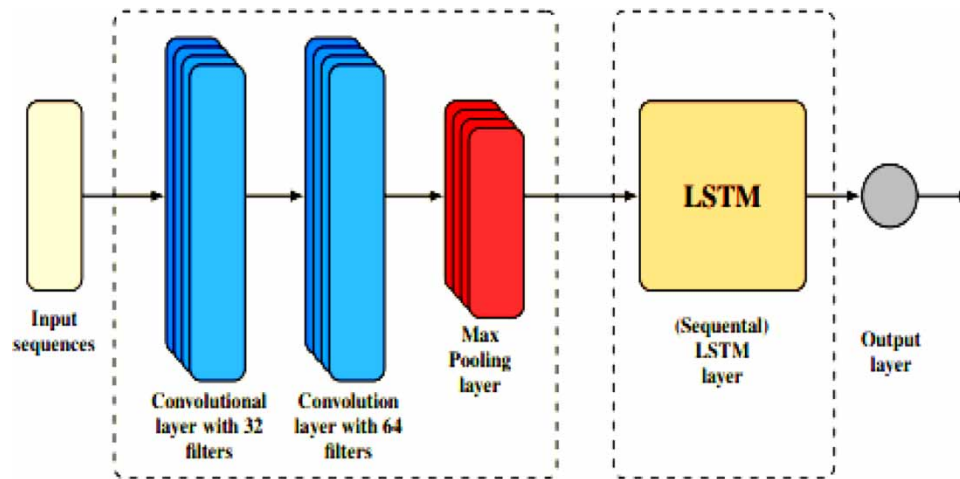 Input
sequences
Convolutional
layer with 32
filters
Convolution
layer with 64
filters
Max
Pooling
layer
LSTM
(Sequental)
LSTM
layer
Output
layer